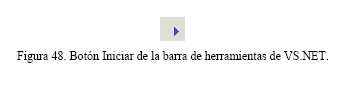 Figura 48. Botón Iniciar de la barra de herramientas de VS.NET.